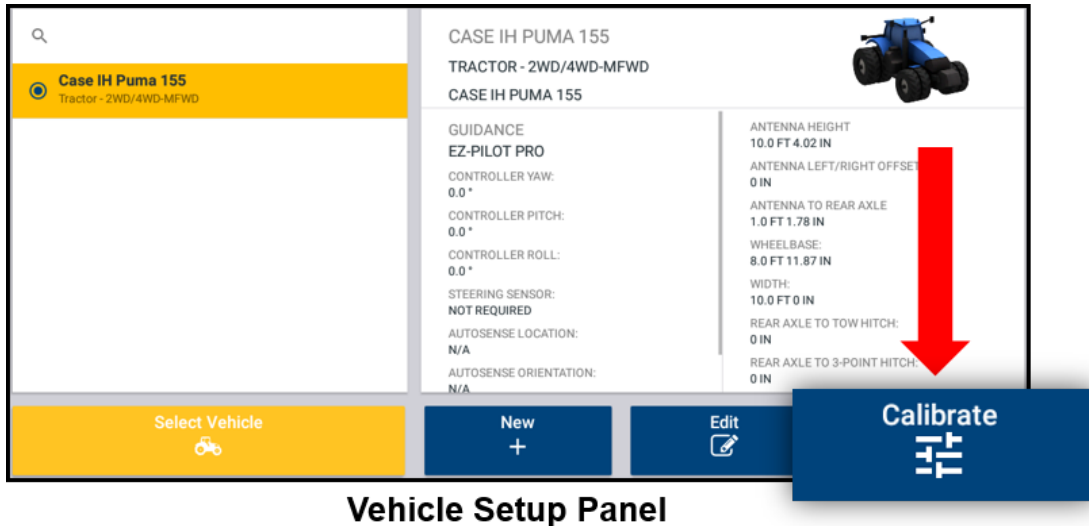 Case IH Puma 155
Tractor - 2WD/4WD-MFWD
CASE IH PUMA 155
TRACTOR - 2WD/4WD-MFWD
CASE IH PUMA 155
GUIDANCE
EZ-PILOT PRO
CONTROLLER YAW:
0.0 °
CONTROLLER PITCH:
0.0 °
CONTROLLER ROLL:
0.0 °
STEERING SENSOR:
NOT REQUIRED
AUTOSENSE LOCATION:
N/A
AUTOSENSE ORIENTATION:
N/A
ANTENNA HEIGHT
10.0 FT 4.02 IN
ANTENNA LEFT/RIGHT OFFSET
0 IN
ANTENNA TO REAR AXLE
1.0 FT 1.78 IN
WHEELBASE:
8.0 FT 11.87 IN
WIDTH:
10.0 FT 0 IN
REAR AXLE TO TOW HITCH:
0 IN
REAR AXLE TO 3-POINT HITCH:
0 IN
Select Vehicle
New
Edit
Calibrate
Vehicle Setup Panel